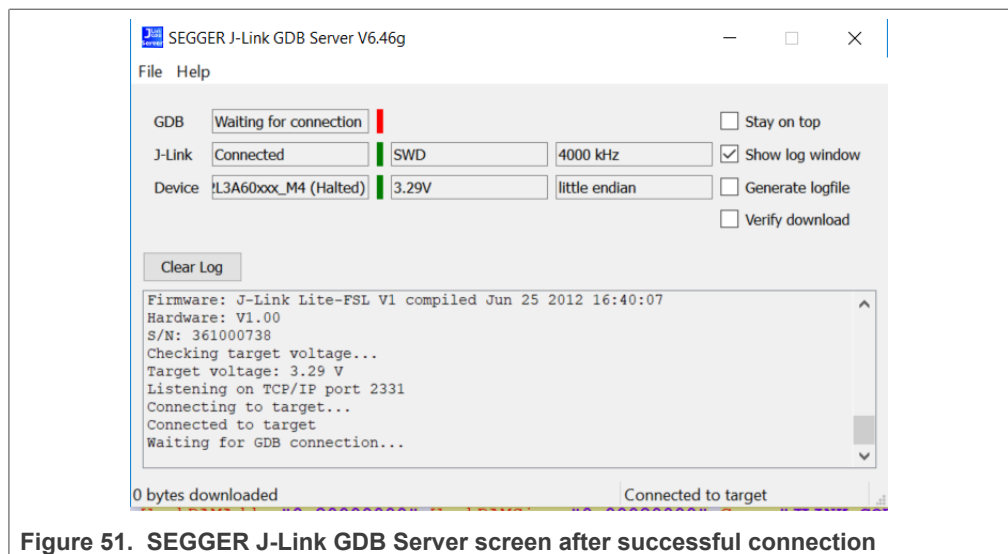 SEGGER J-Link GDB Server V6.46g
File Help
GDB Waiting for connection Stay on top
J-Link Connected SWD 4000 kHz Show log window
Device L3A60xxx_M4 (Halted) 3.29V little endian Generate logfile
Verify download
Clear Log
Firmware: J-Link Lite-FSL V1 compiled Jun 25 2012 16:40:07
Hardware: V1.00
S/N: 361000738
Checking target voltage...
Target voltage: 3.29 V
Listening on TCP/IP port 2331
Connecting to target...
Connected to target
Waiting for GDB connection...
0 bytes downloaded Connected to target
Figure 51. SEGGER J-Link GDB Server screen after successful connection